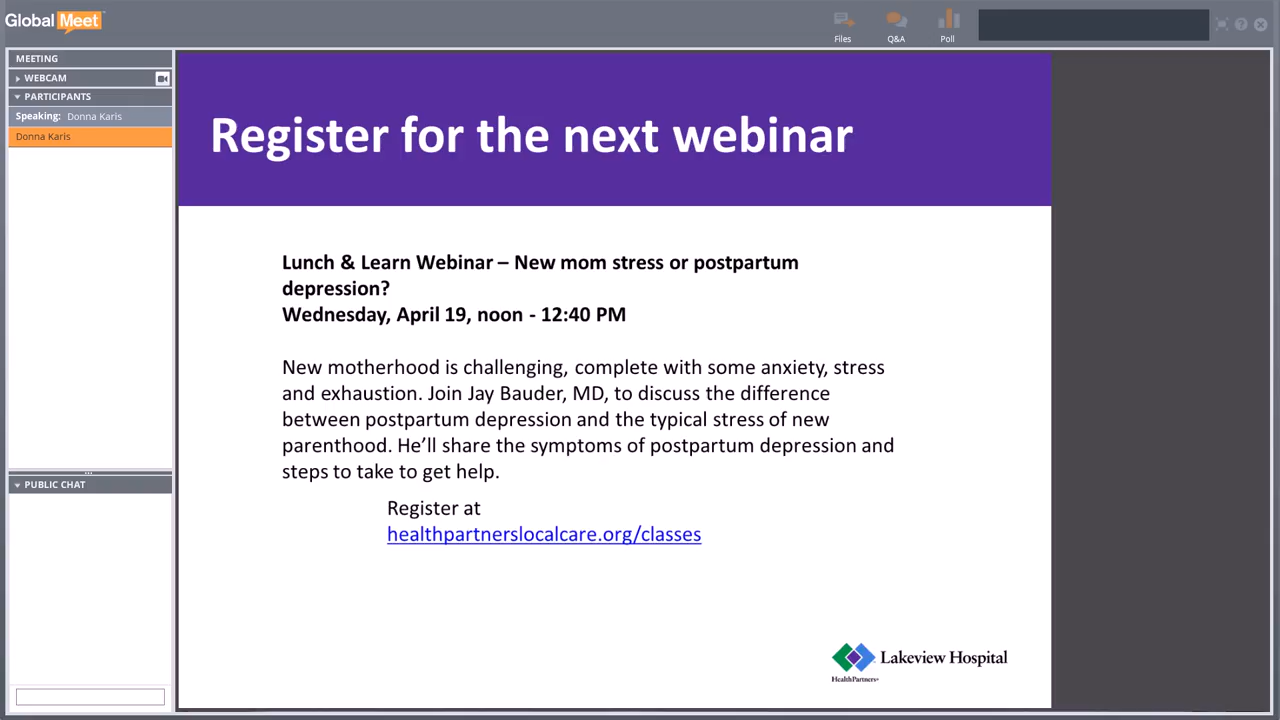 Global Meet
Files
Q&A
Poll
MEETING
WEBCAM
PARTICIPANTS
Speaking: Donna Karis
Donna Karis
PUBLIC CHAT
Register for the next webinar
Lunch & Learn Webinar – New mom stress or postpartum
depression?
Wednesday, April 19, noon - 12:40 PM
New motherhood is challenging, complete with some anxiety, stress
and exhaustion. Join Jay Bauder, MD, to discuss the difference
between postpartum depression and the typical stress of new
parenthood. He’ll share the symptoms of postpartum depression and
steps to take to get help.
Register at
healthpartnerslocalcare.org/classes
Lakeview Hospital
HealthPartners